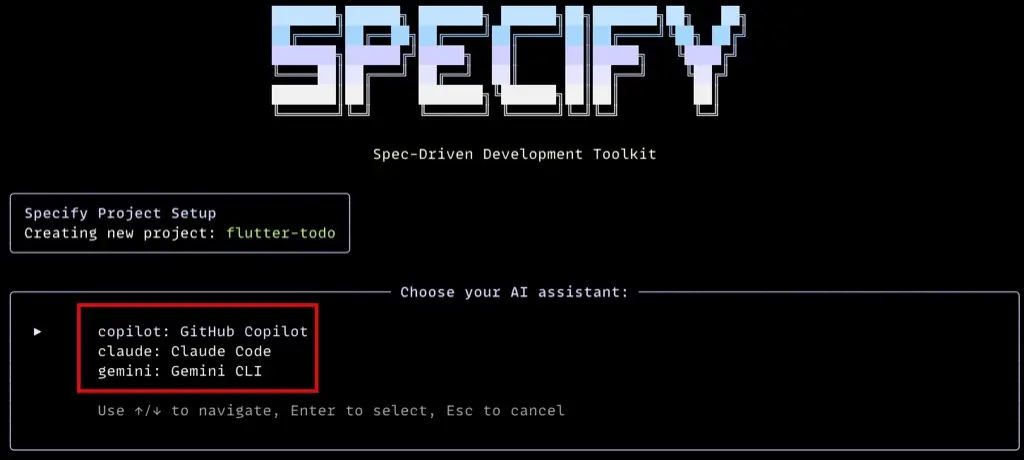 SPECIFY
Spec-Driven Development Toolkit
Specify Project Setup
Creating new project: flutter-todo
Choose your AI assistant:
▶ copilot: GitHub Copilot
claude: Claude Code
gemini: Gemini CLI
Use ↑/↓ to navigate, Enter to select, Esc to cancel